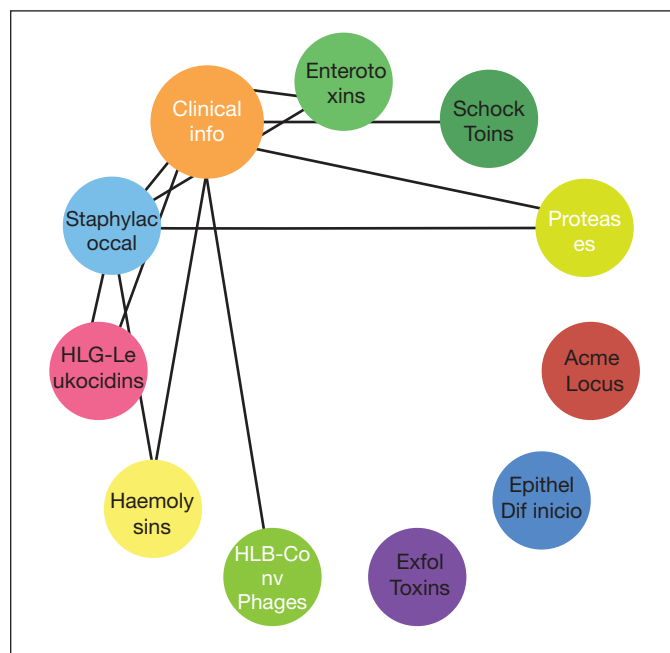 Enteroto
xins
Clinical
info
Schock
Toins
Staphylac
occal
Proteas
es
HLG-Le
ukocidins
Acme
Locus
Haemoly
sins
Epithel
Dif inicio
HLB-Co
nv
Phages
Exfol
Toxins